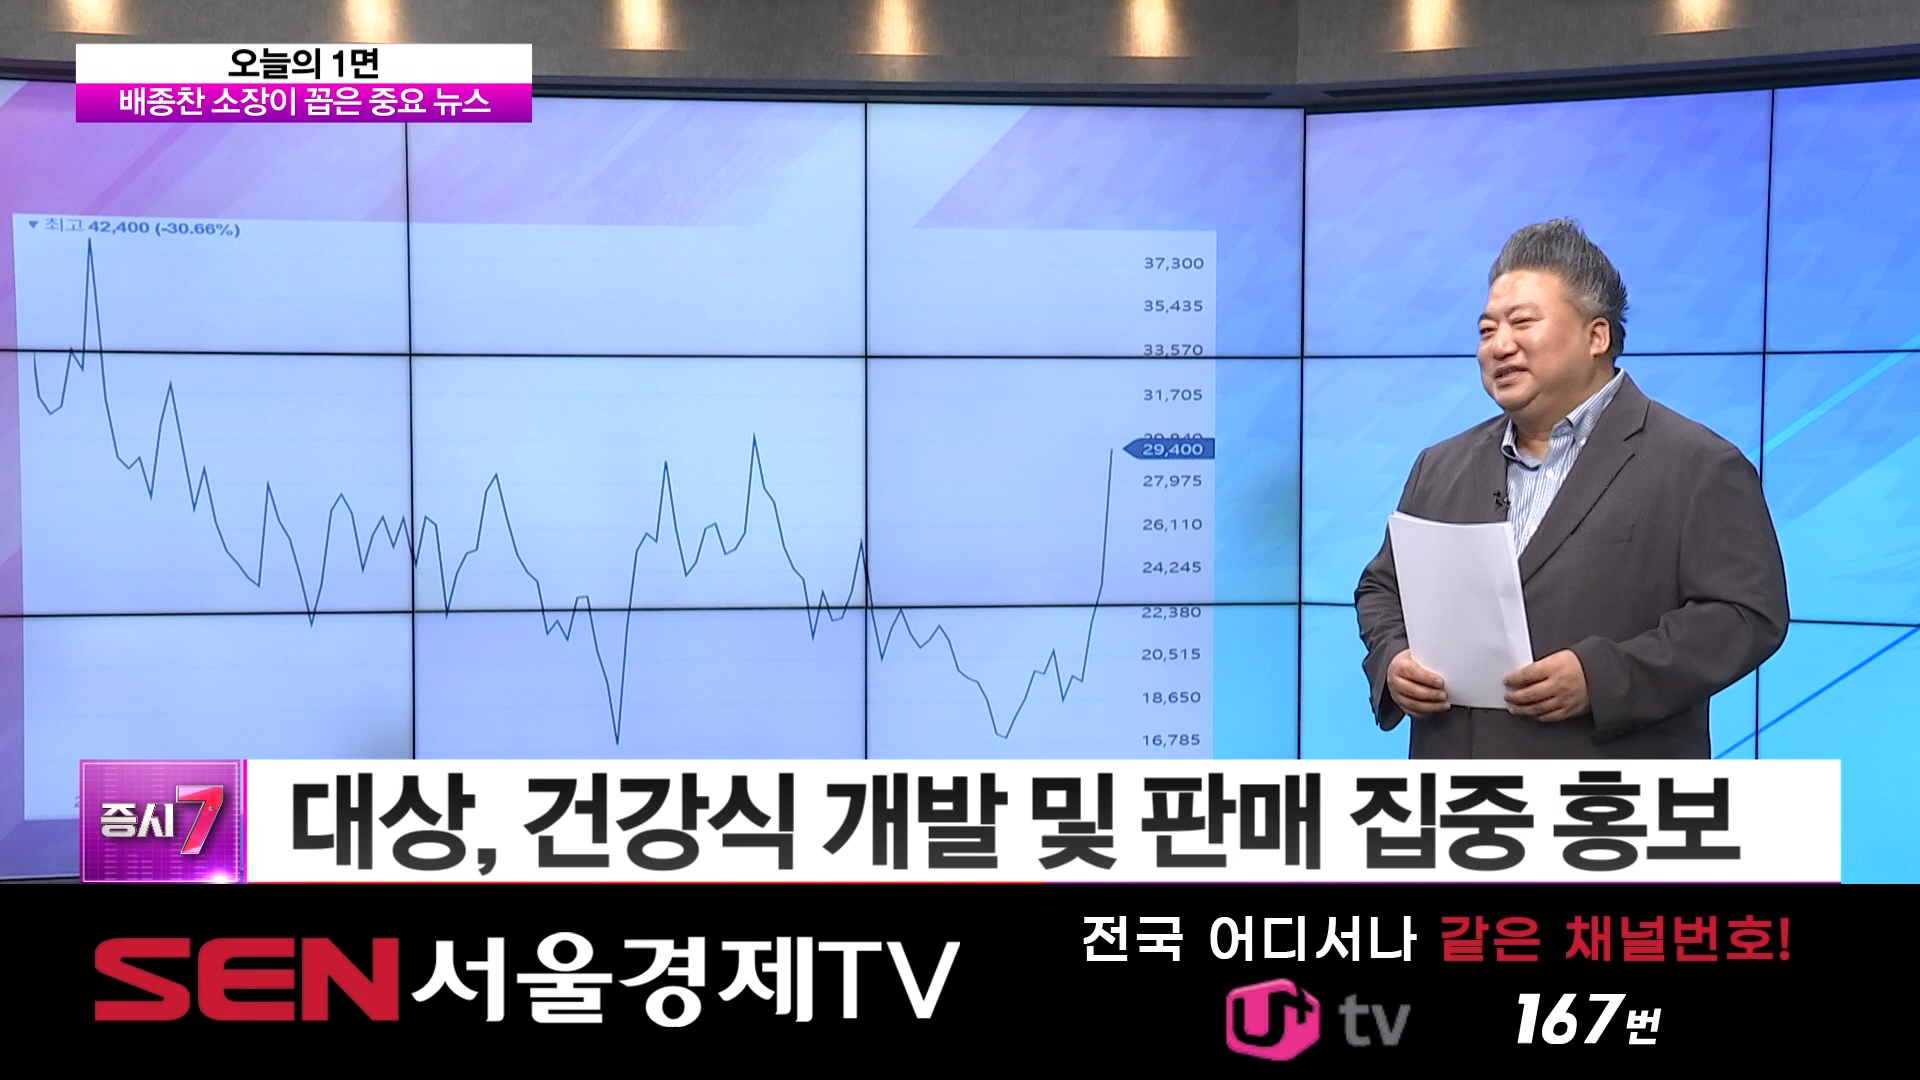 오늘의 1면
배종찬 소장이 꼽은 중요 뉴스
▼ 최고 42,400 (-30.66%)
37,300
35,435
33,570
31,705
29,400
27,975
26,110
24,245
22,380
20,515
18,650
16,785
증시7
대상, 건강식 개발 및 판매 집중 홍보
SEN 서울경제TV
전국 어디서나 같은 채널번호!
U+ tv 167번